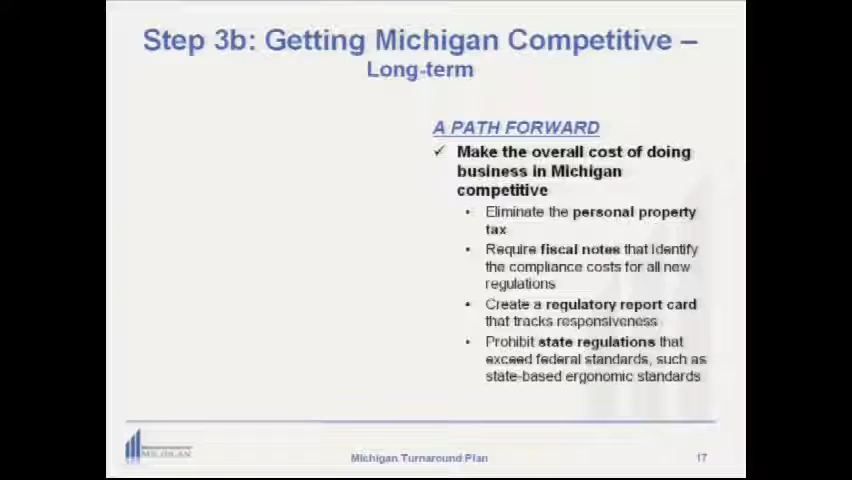 Step 3b: Getting Michigan Competitive –
Long-term
A PATH FORWARD
✓ Make the overall cost of doing
business in Michigan
competitive
• Eliminate the personal property
tax
• Require fiscal notes that identify
the compliance costs for all new
regulations
• Create a regulatory report card
that tracks responsiveness
• Prohibit state regulations that
exceed federal standards, such as
state-based ergonomic standards
MICHIGAN
Michigan Turnaround Plan
17